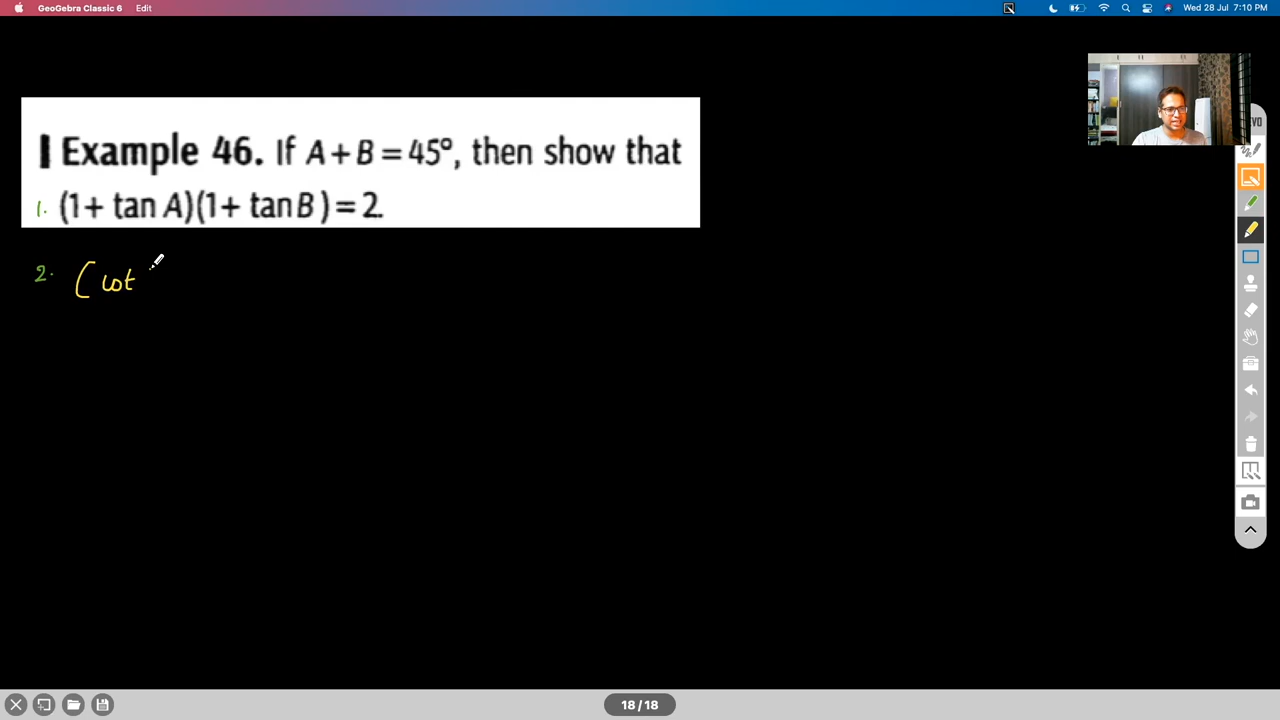 GeoGebra Classic 6 Edit
Wed 28 Jul 7:10 PM
Example 46. If A + B = 45°, then show that
1. (1 + tan A)(1 + tan B) = 2.
2. ( cot
18 / 18